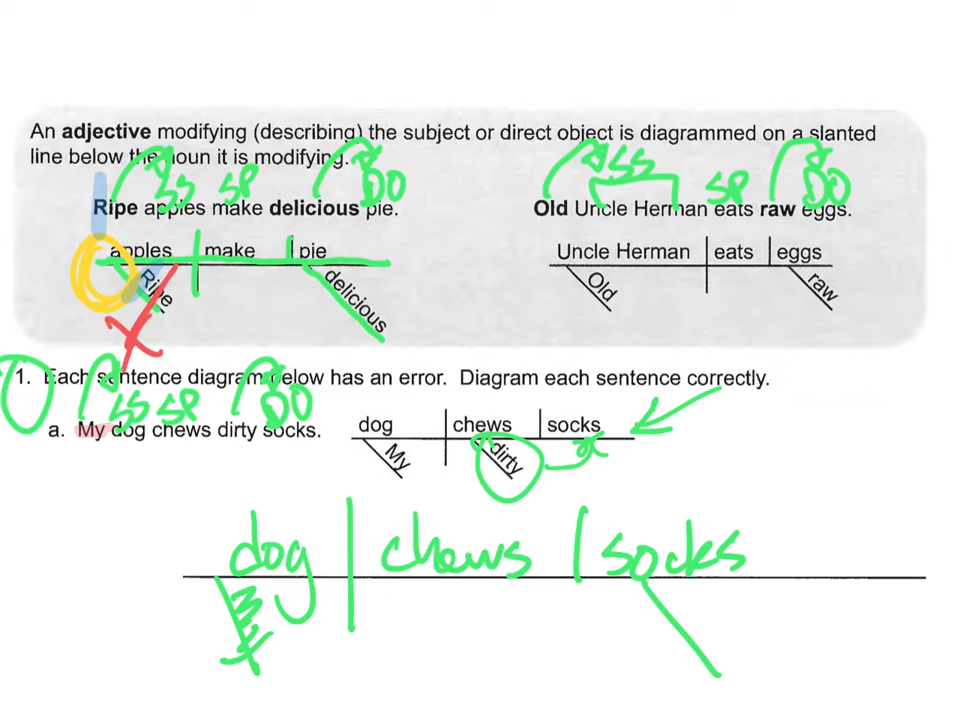 An adjective modifying (describing) the subject or direct object is diagrammed on a slanted
line below the noun it is modifying.
SS SP DO SS SP DO
Ripe apples make delicious pie. Old Uncle Herman eats raw eggs.
apples make pie Uncle Herman eats eggs
Ripe delicious Old raw
1. Each sentence diagram below has an error. Diagram each sentence correctly.
SS SP DO
a. My dog chews dirty socks. dog chews socks
My dirty
dog chews socks
My